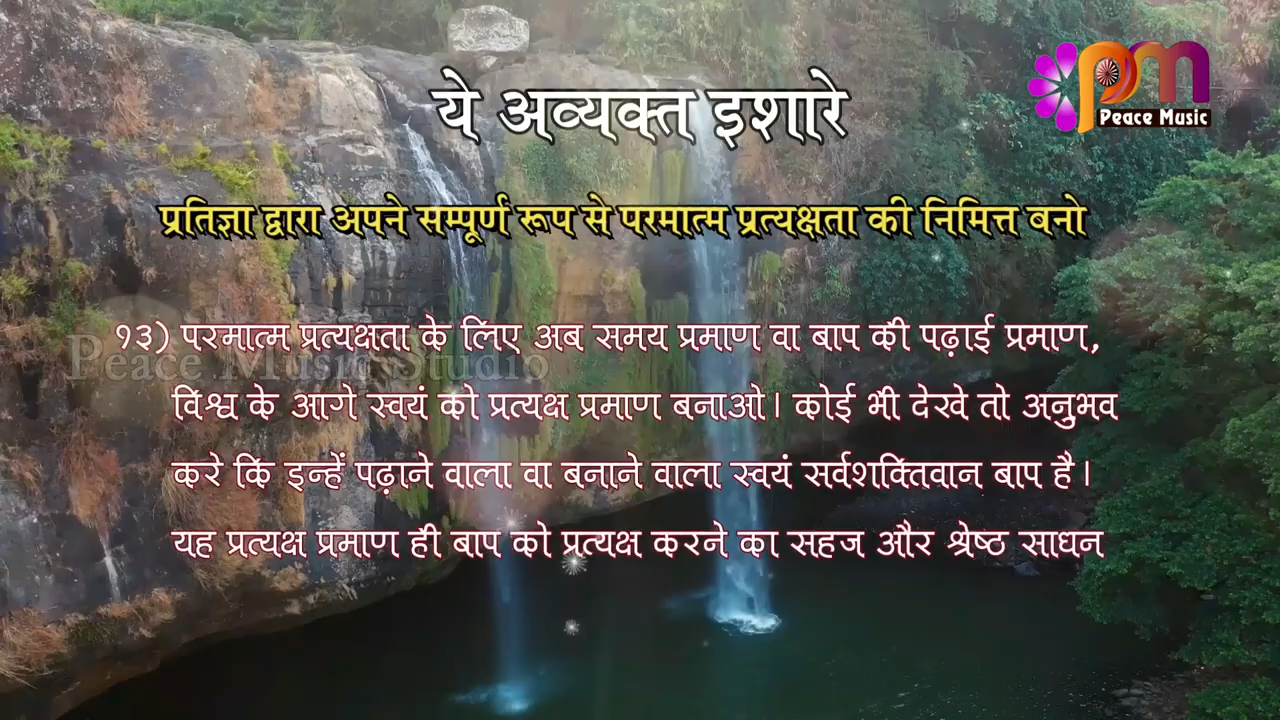 ये अव्यक्त इशारे
pm
Peace Music
प्रतिज्ञा द्वारा अपने सम्पूर्ण रूप से परमात्म प्रत्यक्षता की निमित्त बनो
१३) परमात्म प्रत्यक्षता के लिए अब समय प्रमाण वा बाप की पढ़ाई प्रमाण,
Peace Music Studio
विश्व के आगे स्वयं को प्रत्यक्ष प्रमाण बनाओ। कोई भी देखे तो अनुभव
करे कि इन्हें पढ़ाने वाला वा बनाने वाला स्वयं सर्वशक्तिवान बाप है।
यह प्रत्यक्ष प्रमाण ही बाप को प्रत्यक्ष करने का सहज और श्रेष्ठ साधन